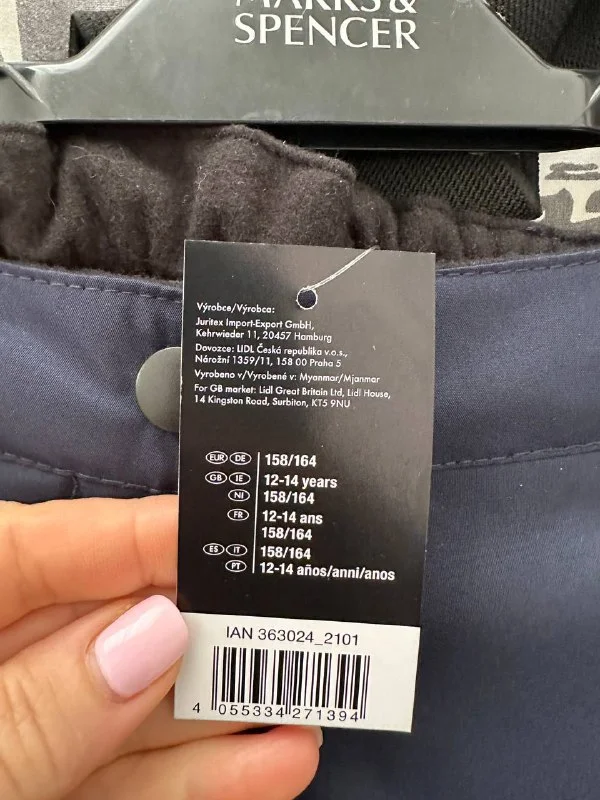 MARKS &
SPENCER
Výrobce/Výrobca:
Juritex Import-Export GmbH,
Kehrwieder 11, 20457 Hamburg
Dovozce: LIDL Česká republika v.o.s.,
Nárožní 1359/11, 158 00 Praha 5
Vyrobeno v/Vyrobené v: Myanmar/Mjanmar
For GB market: Lidl Great Britain Ltd, Lidl House,
14 Kingston Road, Surbiton, KT5 9NU
EUR DE 158/164
GB IE 12-14 years
NI 158/164
FR 12-14 ans
158/164
ES IT 158/164
PT 12-14 años/anni/anos
IAN 363024_2101
4 055334 271394